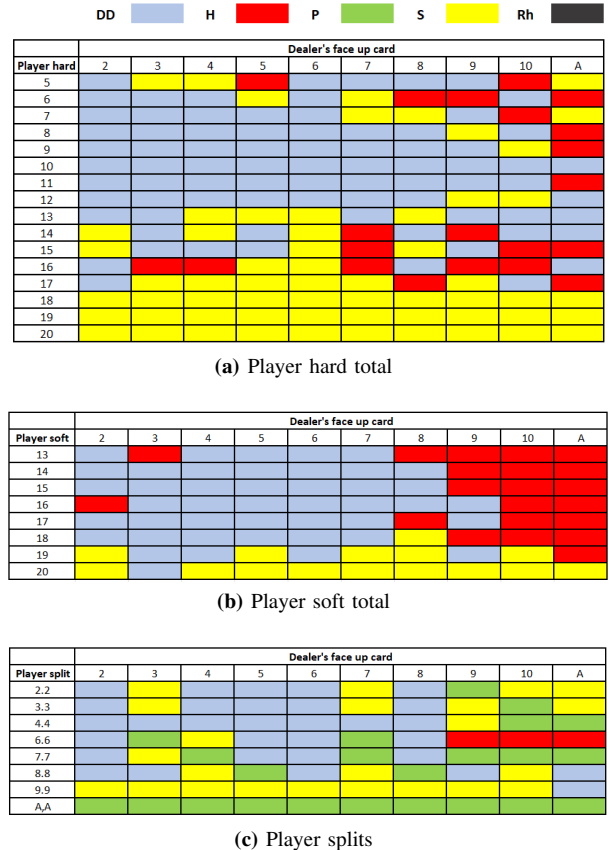 DD H P S Rh
Dealer's face up card
Player hard 2 3 4 5 6 7 8 9 10 A
5
6
7
8
9
10
11
12
13
14
15
16
17
18
19
20
(a) Player hard total
Dealer's face up card
Player soft 2 3 4 5 6 7 8 9 10 A
13
14
15
16
17
18
19
20
(b) Player soft total
Dealer's face up card
Player split 2 3 4 5 6 7 8 9 10 A
2.2
3.3
4.4
6.6
7.7
8.8
9.9
A,A
(c) Player splits